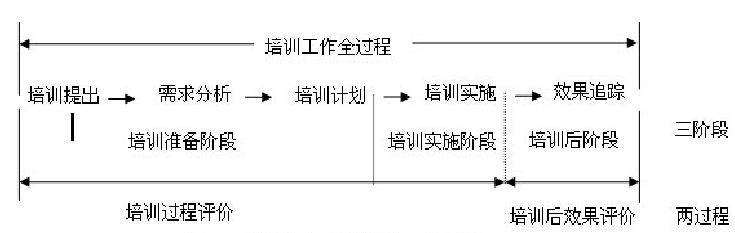 培训工作全过程
培训提出 需求分析 培训计划 培训实施 效果追踪
培训准备阶段 培训实施阶段 培训后阶段 三阶段
培训过程评价 培训后效果评价 两过程